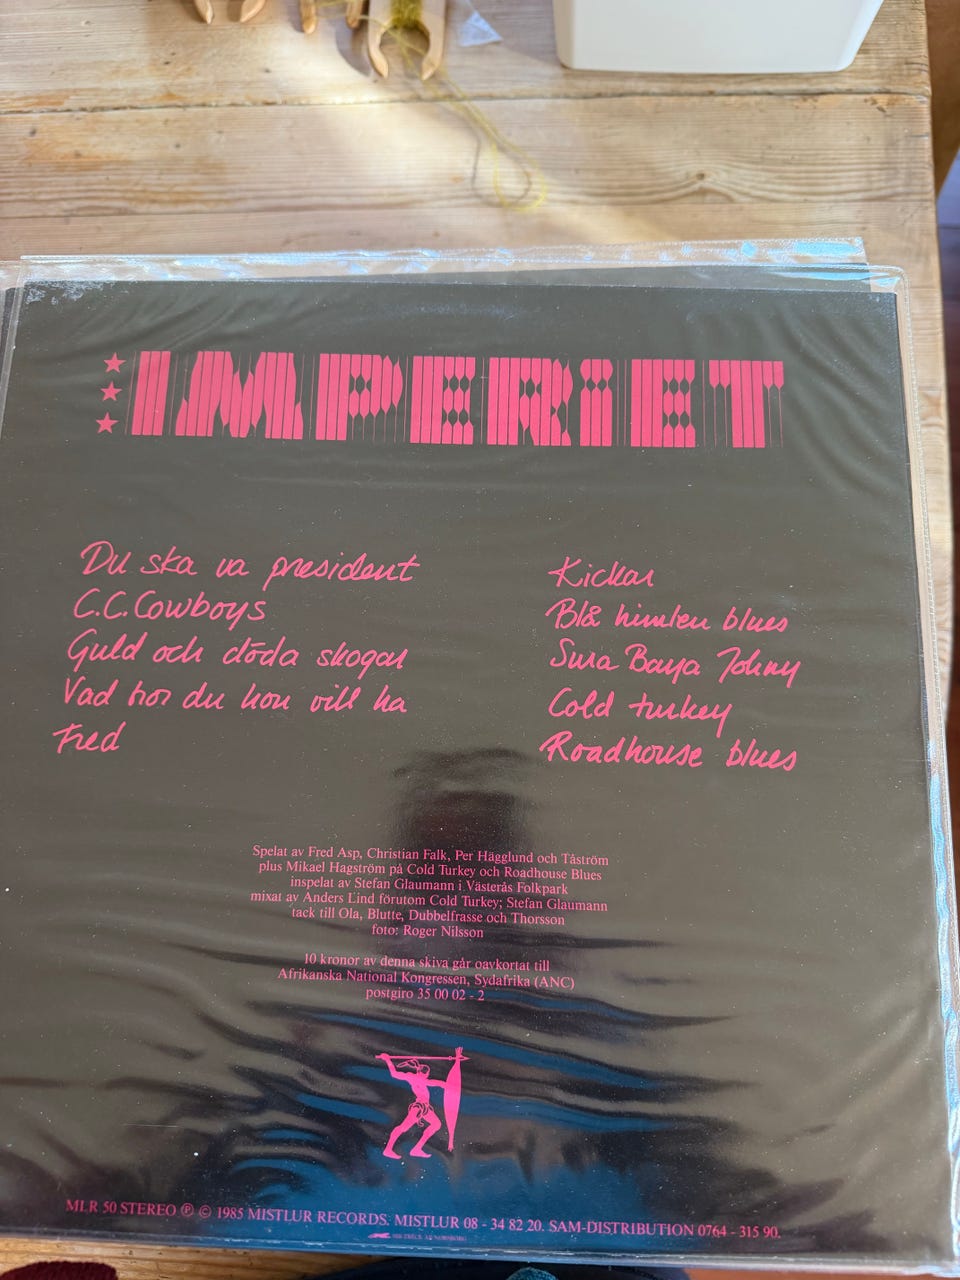 IMPERiET
Du ska va president
C.C.Cowboys
Guld och döda skogar
Vad tror du hon vill ha
Fred
Kickar
Blå himlen blues
Sura Baya Johny
Cold turkey
Roadhouse blues
Spelat av Fred Asp, Christian Falk, Per Hägglund och Tåström
plus Mikael Hagström på Cold Turkey och Roadhouse Blues
inspelat av Stefan Glaumann i Västerås Folkpark
mixat av Anders Lind förutom Cold Turkey; Stefan Glaumann
tack till Ola, Blutte, Dubbelfrasse och Thorsson
foto: Roger Nilsson
10 kronor av denna skiva går oavkortat till
Afrikanska National Kongressen, Sydafrika (ANC)
postgiro 35 00 02 - 2
MLR 50 STEREO ℗ © 1985 MISTLUR RECORDS. MISTLUR 08 - 34 82 20. SAM-DISTRIBUTION 0764 - 315 90.